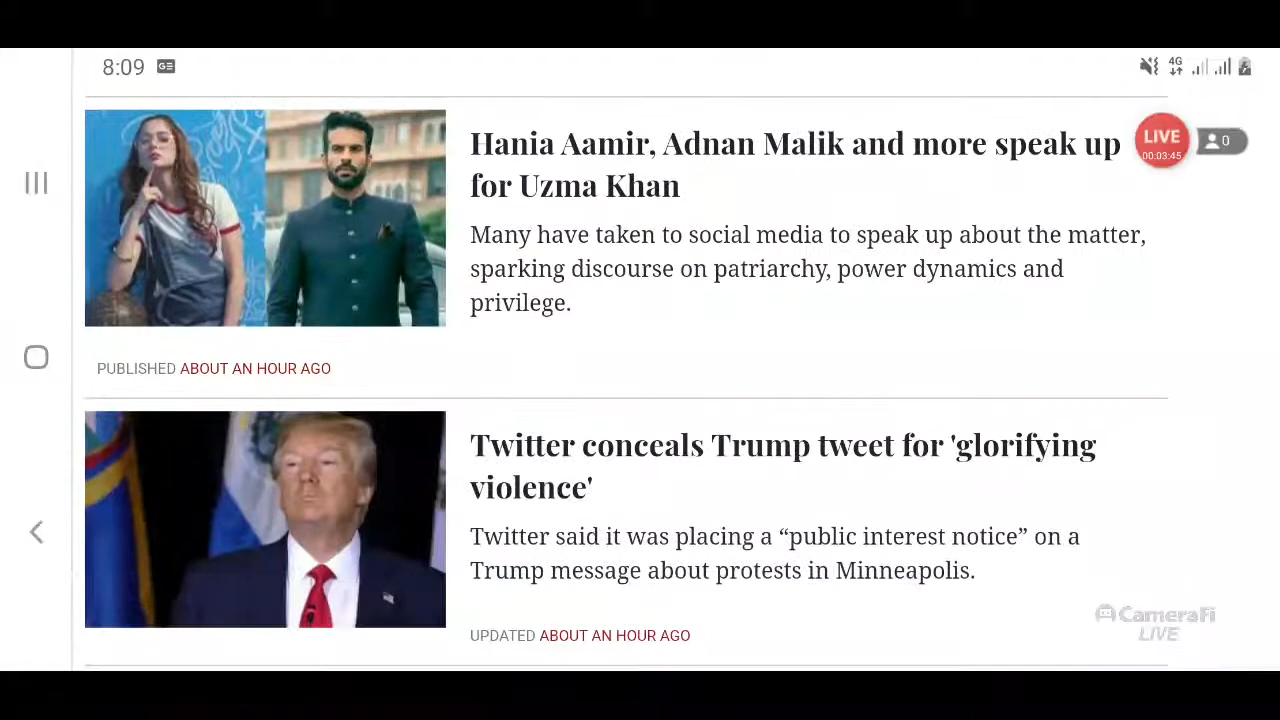 8:09
GE
4G
LIVE
00:03:45
0
Hania Aamir, Adnan Malik and more speak up
for Uzma Khan
Many have taken to social media to speak up about the matter,
sparking discourse on patriarchy, power dynamics and
privilege.
PUBLISHED ABOUT AN HOUR AGO
Twitter conceals Trump tweet for 'glorifying
violence'
Twitter said it was placing a “public interest notice” on a
Trump message about protests in Minneapolis.
UPDATED ABOUT AN HOUR AGO
CameraFi
LIVE